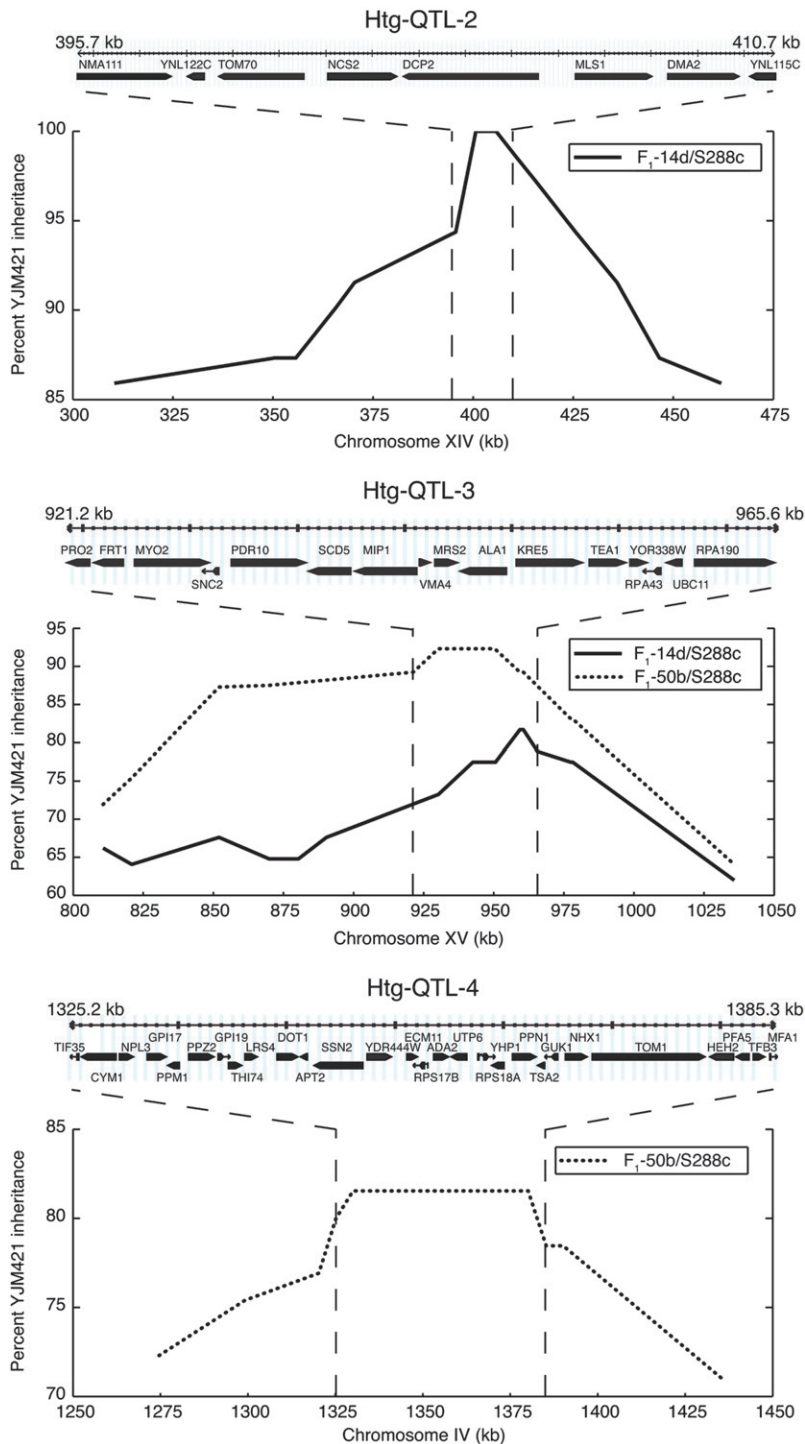 Htg-QTL-2
395.7 kb 410.7 kb
NMA111 YNL122C TOM70 NCS2 DCP2 MLS1 DMA2 YNL115C
100
95
90
85
Percent YJM421 inheritance
F1-14d/S288c
300 325 350 375 400 425 450 475
Chromosome XIV (kb)
Htg-QTL-3
921.2 kb 965.6 kb
PRO2 FRT1 MYO2 PDR10 SCD5 MIP1 MRS2 ALA1 KRE5 TEA1 YOR338W RPA190
SNC2 VMA4 RPA43 UBC11
95
90
85
80
75
70
65
60
Percent YJM421 inheritance
F1-14d/S288c
F1-50b/S288c
800 825 850 875 900 925 950 975 1000 1025 1050
Chromosome XV (kb)
Htg-QTL-4
1325.2 kb 1385.3 kb
GPI17 GPI19 DOT1 ECM11 UTP6 PPN1 NHX1 PFA5 MFA1
TIF35 NPL3 PPZ2 LRS4 SSN2 YDR444W ADA2 YHP1 GUK1 TOM1 HEH2 TFB3
CYM1 PPM1 THI74 APT2 RPS17B RPS18A TSA2
85
80
75
70
Percent YJM421 inheritance
F1-50b/S288c
1250 1275 1300 1325 1350 1375 1400 1425 1450
Chromosome IV (kb)